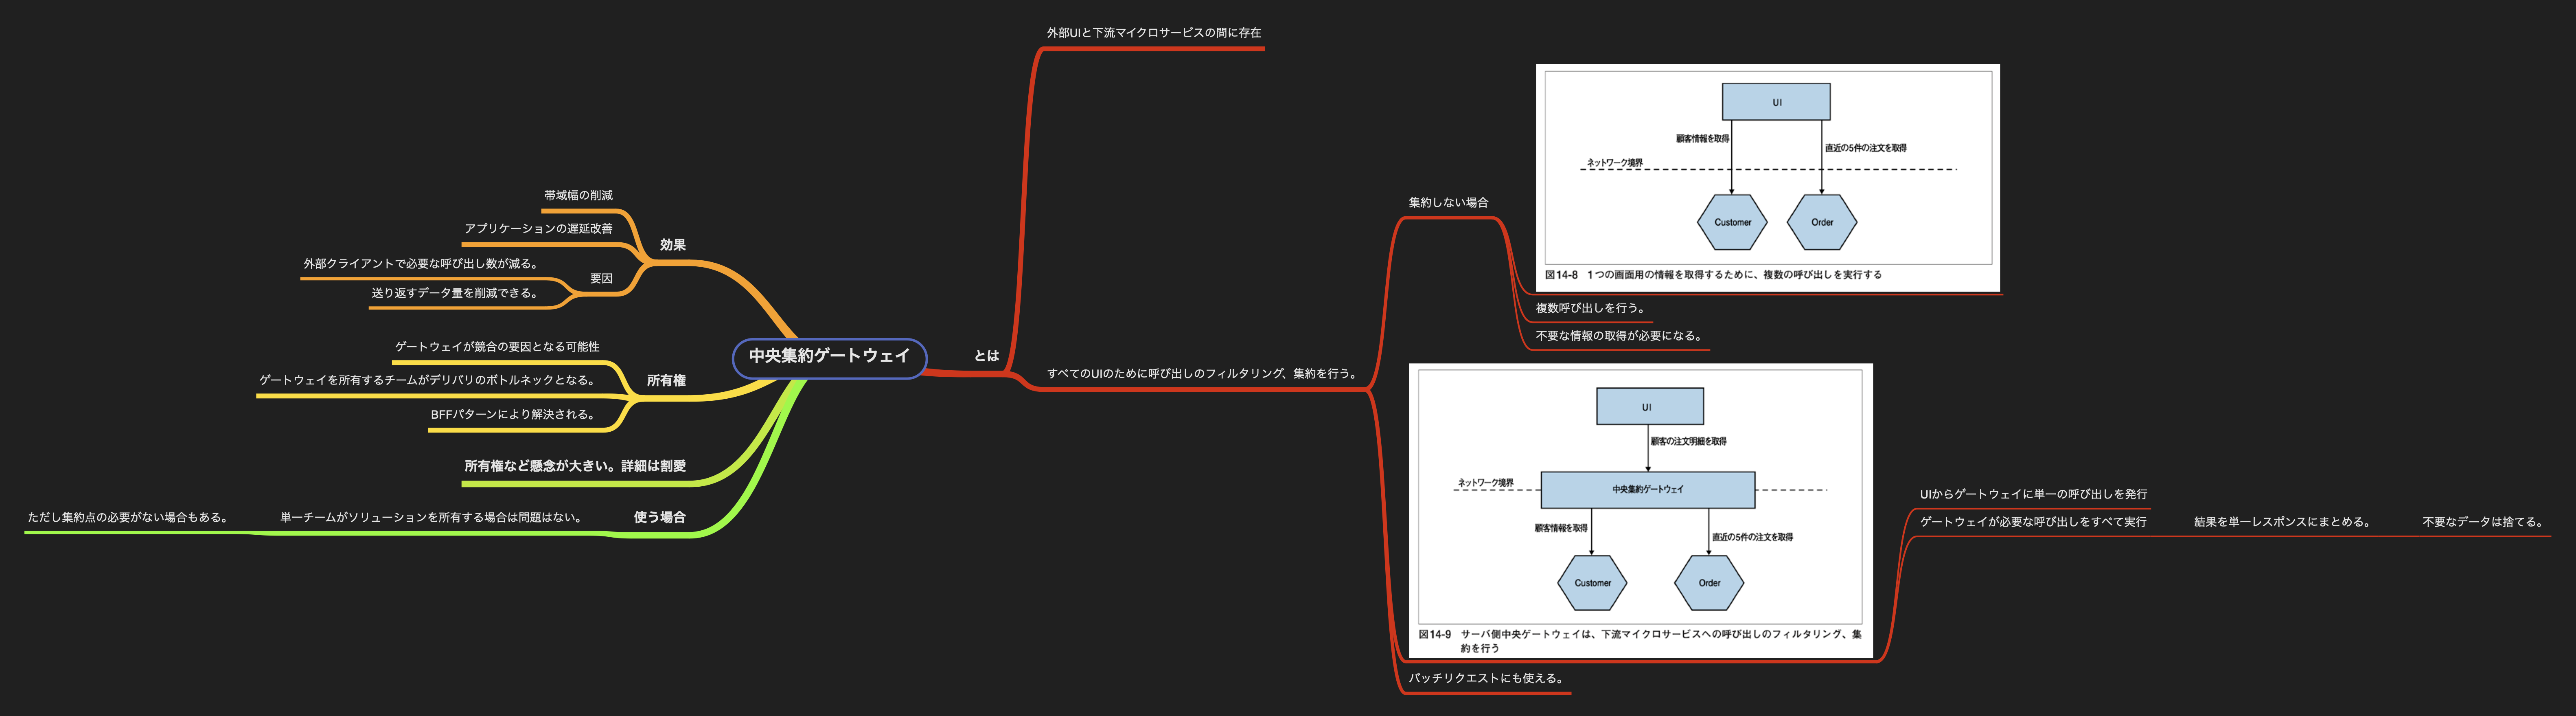 中央集約ゲートウェイ
とは
外部UIと下流マイクロサービスの間に存在
すべてのUIのために呼び出しのフィルタリング、集約を行う。
集約しない場合
UI
顧客情報を取得
直近の5件の注文を取得
ネットワーク境界
Customer
Order
図14-8 1つの画面用の情報を取得するために、複数の呼び出しを実行する
複数呼び出しを行う。
不要な情報の取得が必要になる。
UI
顧客の注文明細を取得
ネットワーク境界
中央集約ゲートウェイ
顧客情報を取得
直近の5件の注文を取得
Customer
Order
図14-9 サーバ側中央ゲートウェイは、下流マイクロサービスへの呼び出しのフィルタリング、集
約を行う
UIからゲートウェイに単一の呼び出しを発行
ゲートウェイが必要な呼び出しをすべて実行
結果を単一レスポンスにまとめる。
不要なデータは捨てる。
バッチリクエストにも使える。
効果
帯域幅の削減
アプリケーションの遅延改善
要因
外部クライアントで必要な呼び出し数が減る。
送り返すデータ量を削減できる。
所有権
ゲートウェイが競合の要因となる可能性
ゲートウェイを所有するチームがデリバリのボトルネックとなる。
BFFパターンにより解決される。
所有権など懸念が大きい。詳細は割愛
使う場合
単一チームがソリューションを所有する場合は問題はない。
ただし集約点の必要がない場合もある。